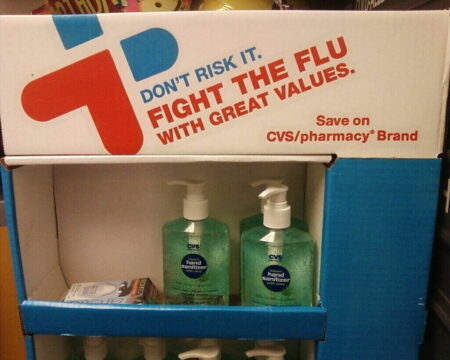 DON'T RISK IT.
FIGHT THE FLU
WITH GREAT VALUES.
Save on
CVS/pharmacy® Brand
CVS
hand
sanitizer
CVS
hand
sanitizer